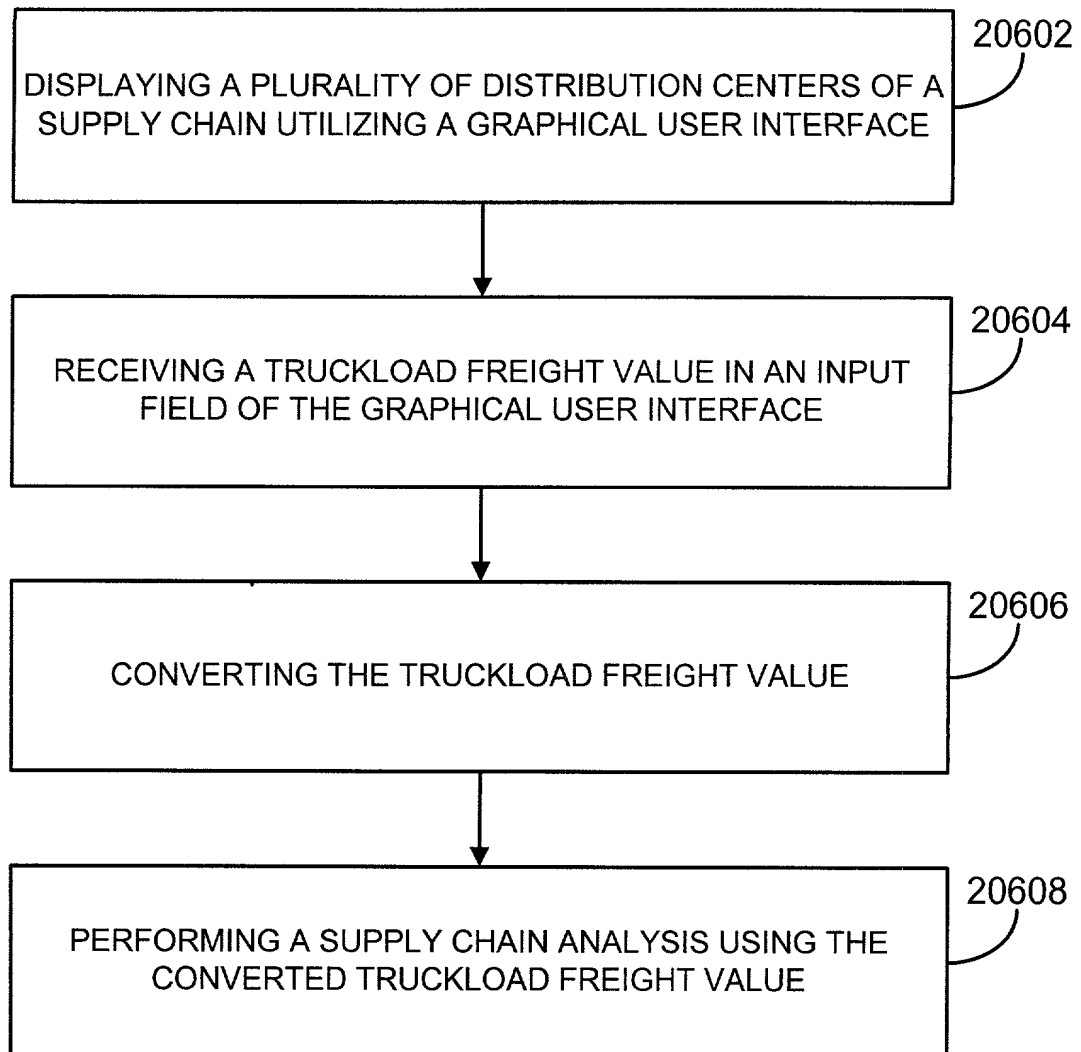 20602
DISPLAYING A PLURALITY OF DISTRIBUTION CENTERS OF A
SUPPLY CHAIN UTILIZING A GRAPHICAL USER INTERFACE
20604
RECEIVING A TRUCKLOAD FREIGHT VALUE IN AN INPUT
FIELD OF THE GRAPHICAL USER INTERFACE
20606
CONVERTING THE TRUCKLOAD FREIGHT VALUE
20608
PERFORMING A SUPPLY CHAIN ANALYSIS USING THE
CONVERTED TRUCKLOAD FREIGHT VALUE